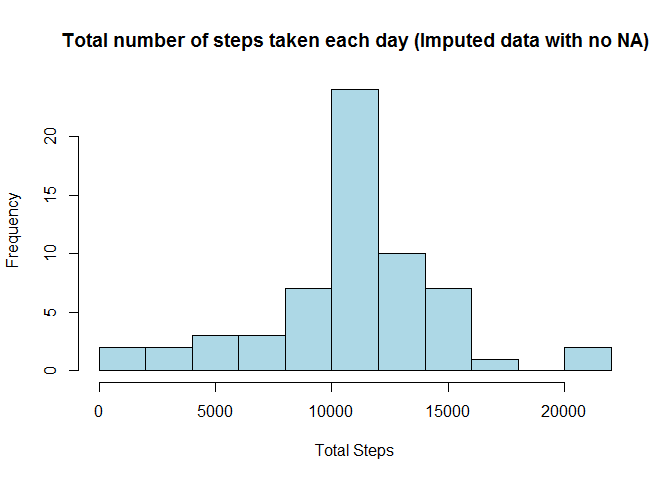 Total number of steps taken each day (Imputed data with no NA)
Frequency
20
15
10
5
0
0 5000 10000 15000 20000
Total Steps